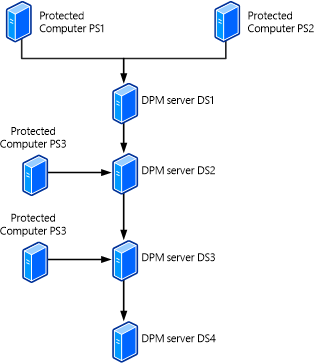 Protected
Computer PS1
Protected
Computer PS2
DPM server DS1
Protected
Computer PS3
DPM server DS2
Protected
Computer PS3
DPM server DS3
DPM server DS4